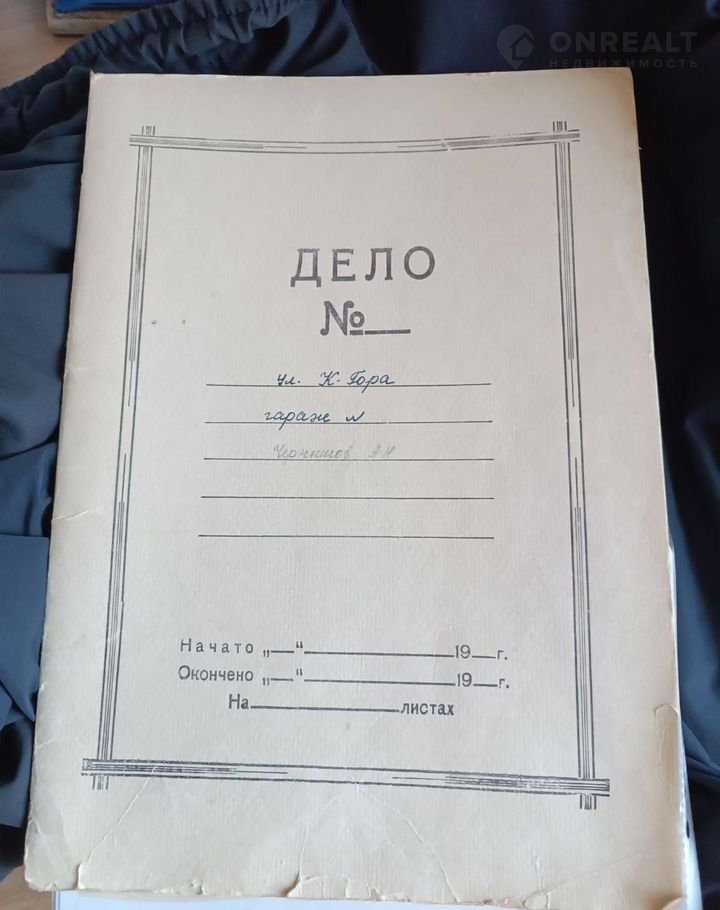 ONREALT
НЕДВИЖИМОСТЬ
ДЕЛО
№
ул. К. Гора
гараж N
А Н
Начато „ “ 19 г.
Окончено „ “ 19 г.
На листах